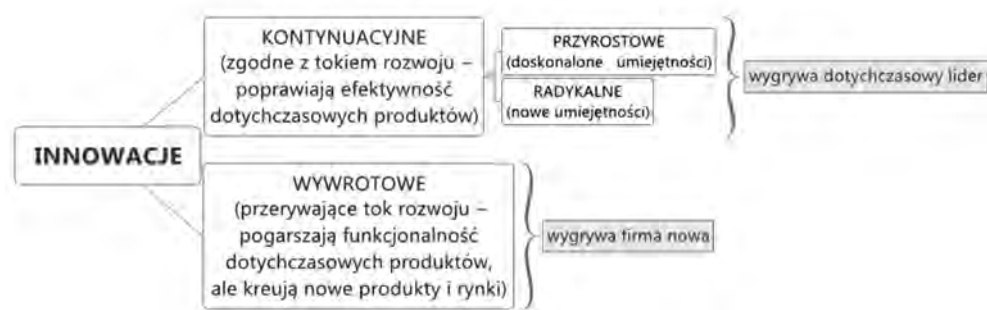 KONTYNUACYJNE
(zgodne z tokiem rozwoju –
poprawiają efektywność
dotychczasowych produktów)
PRZYROSTOWE
(doskonalone umiejętności)
RADYKALNE
(nowe umiejętności)
wygrywa dotychczasowy lider
INNOWACJE
WYWROTOWE
(przerywające tok rozwoju –
pogarszają funkcjonalność
dotychczasowych produktów,
ale kreują nowe produkty i rynki)
wygrywa firma nowa